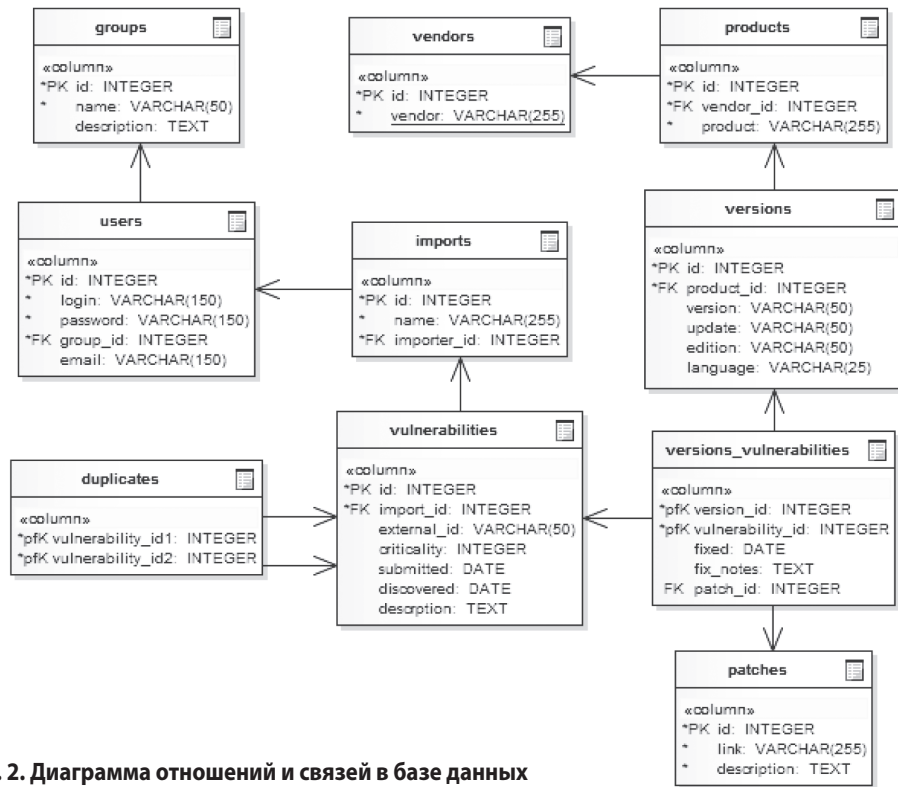 groups
«column»
*PK id: INTEGER
* name: VARCHAR(50)
description: TEXT
vendors
«column»
*PK id: INTEGER
* vendor: VARCHAR(255)
products
«column»
*PK id: INTEGER
*FK vendor_id: INTEGER
* product: VARCHAR(255)
users
«column»
*PK id: INTEGER
* login: VARCHAR(150)
* password: VARCHAR(150)
*FK group_id: INTEGER
email: VARCHAR(150)
imports
«column»
*PK id: INTEGER
* name: VARCHAR(255)
*FK importer_id: INTEGER
versions
«column»
*PK id: INTEGER
*FK product_id: INTEGER
version: VARCHAR(50)
update: VARCHAR(50)
edition: VARCHAR(50)
language: VARCHAR(25)
duplicates
«column»
*pfK vulnerability_id1: INTEGER
*pfK vulnerability_id2: INTEGER
vulnerabilities
«column»
*PK id: INTEGER
*FK import_id: INTEGER
external_id: VARCHAR(50)
criticality: INTEGER
submitted: DATE
discovered: DATE
descrption: TEXT
versions_vulnerabilities
«column»
*pfK version_id: INTEGER
*pfK vulnerability_id: INTEGER
fixed: DATE
fix_notes: TEXT
FK patch_id: INTEGER
patches
«column»
*PK id: INTEGER
* link: VARCHAR(255)
* description: TEXT
. 2. Диаграмма отношений и связей в базе данных